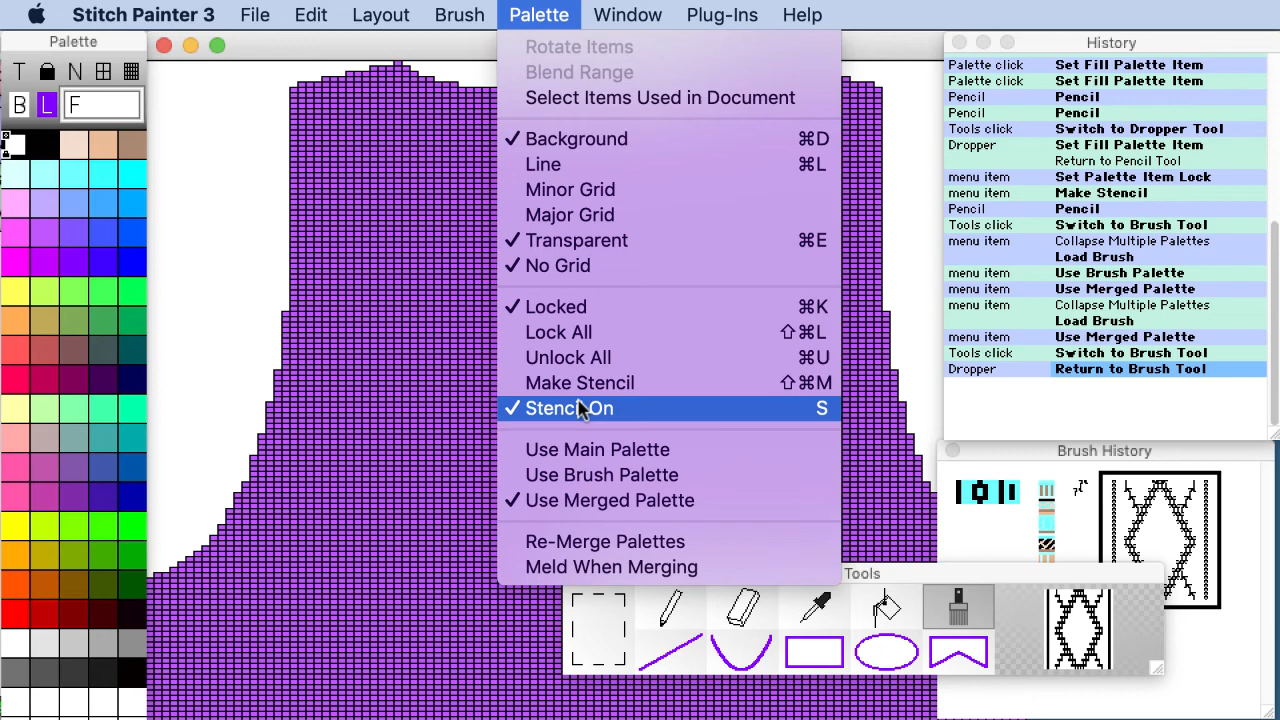 Stitch Painter 3 File Edit Layout Brush Palette Window Plug-Ins Help
Palette
T N
B L F
Rotate Items
Blend Range
Select Items Used in Document
✓ Background ⌘D
Line ⌘L
Minor Grid
Major Grid
✓ Transparent ⌘E
✓ No Grid
✓ Locked ⌘K
Lock All ⇧⌘L
Unlock All ⌘U
Make Stencil ⇧⌘M
✓ Stencil On S
Use Main Palette
Use Brush Palette
✓ Use Merged Palette
Re-Merge Palettes
Meld When Merging
History
Palette click Set Fill Palette Item
Palette click Set Fill Palette Item
Pencil Pencil
Pencil Pencil
Tools click Switch to Dropper Tool
Dropper Set Fill Palette Item
Return to Pencil Tool
menu item Set Palette Item Lock
menu item Make Stencil
Pencil Pencil
Tools click Switch to Brush Tool
menu item Collapse Multiple Palettes
Load Brush
menu item Use Brush Palette
menu item Use Merged Palette
menu item Collapse Multiple Palettes
Load Brush
menu item Use Merged Palette
Tools click Switch to Brush Tool
Dropper Return to Brush Tool
Brush History
Tools